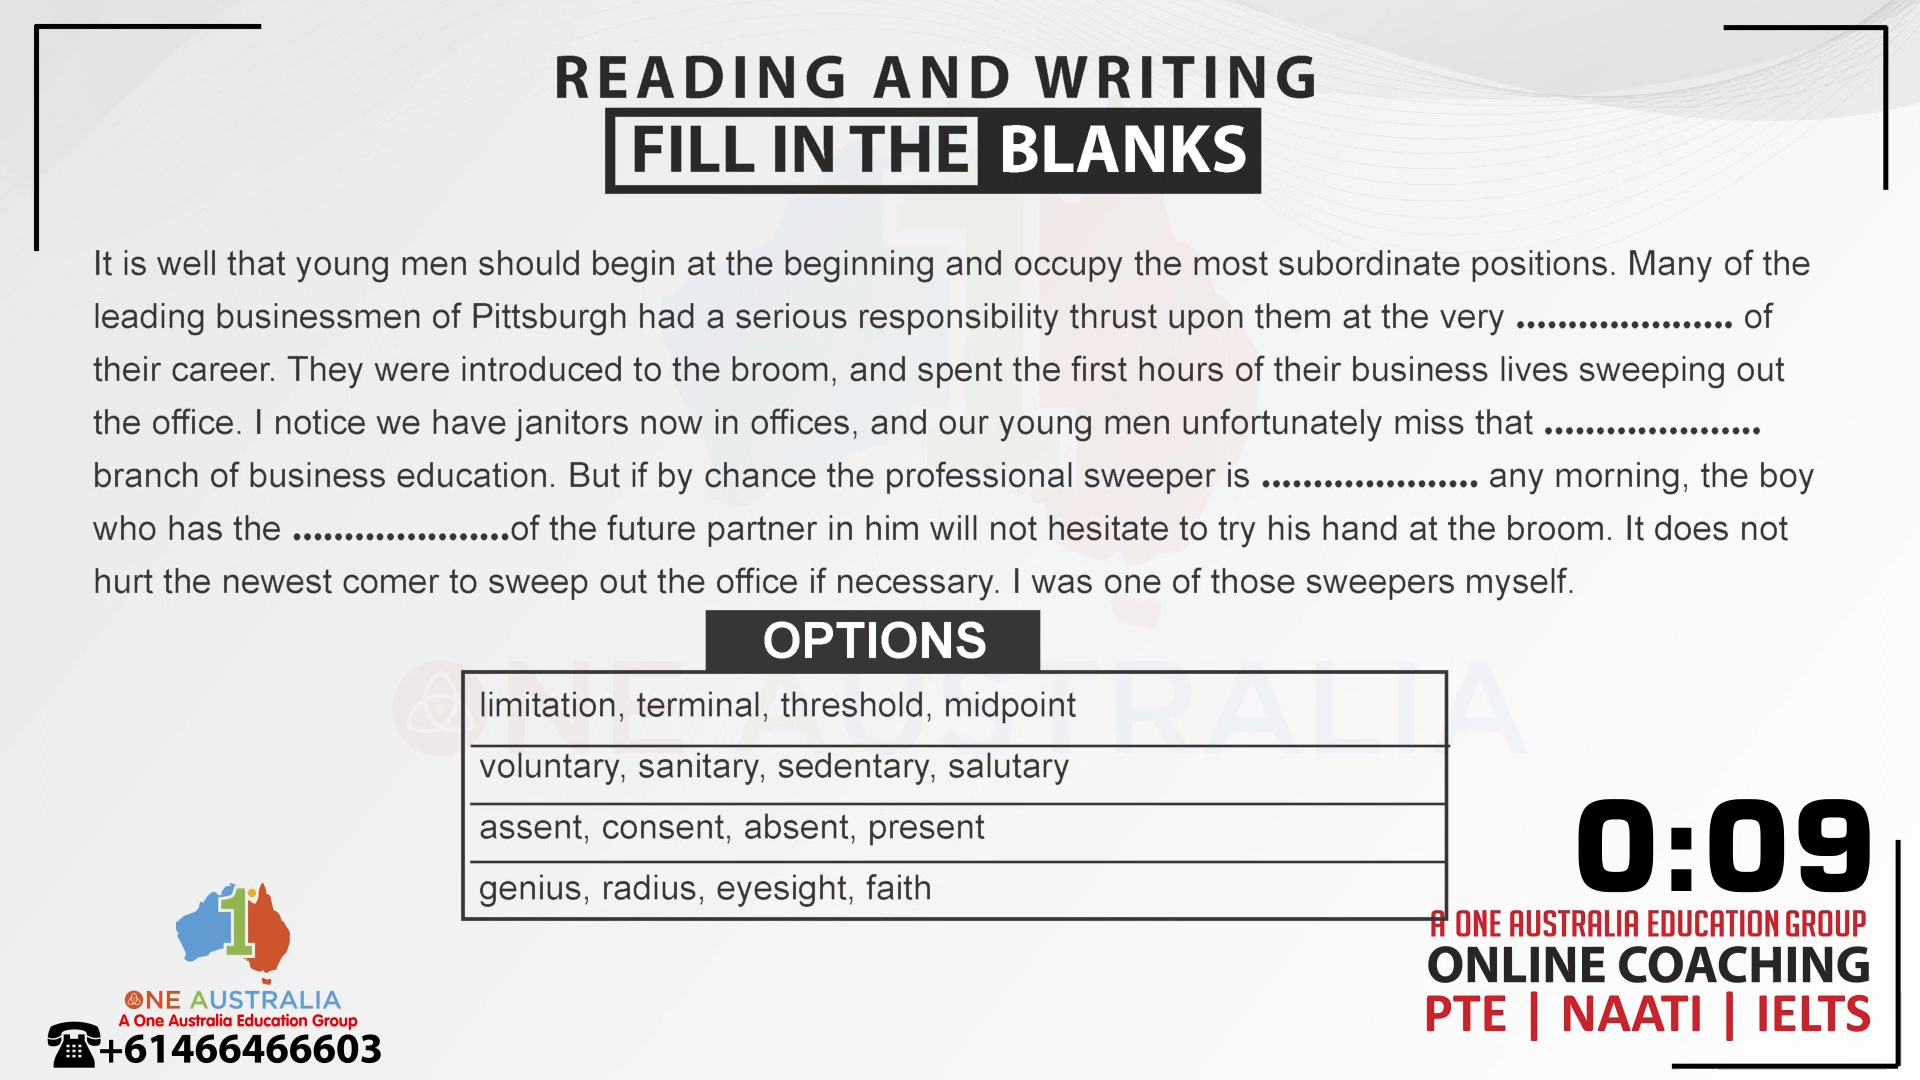 READING AND WRITING
FILL IN THE BLANKS
It is well that young men should begin at the beginning and occupy the most subordinate positions. Many of the
leading businessmen of Pittsburgh had a serious responsibility thrust upon them at the very ..................... of
their career. They were introduced to the broom, and spent the first hours of their business lives sweeping out
the office. I notice we have janitors now in offices, and our young men unfortunately miss that .....................
branch of business education. But if by chance the professional sweeper is ..................... any morning, the boy
who has the .....................of the future partner in him will not hesitate to try his hand at the broom. It does not
hurt the newest comer to sweep out the office if necessary. I was one of those sweepers myself.
OPTIONS
limitation, terminal, threshold, midpoint
voluntary, sanitary, sedentary, salutary
assent, consent, absent, present
genius, radius, eyesight, faith
0:09
A ONE AUSTRALIA EDUCATION GROUP
ONLINE COACHING
PTE | NAATI | IELTS
1
ONE AUSTRALIA
A One Australia Education Group
+61466466603
ONE AUSTRALIA